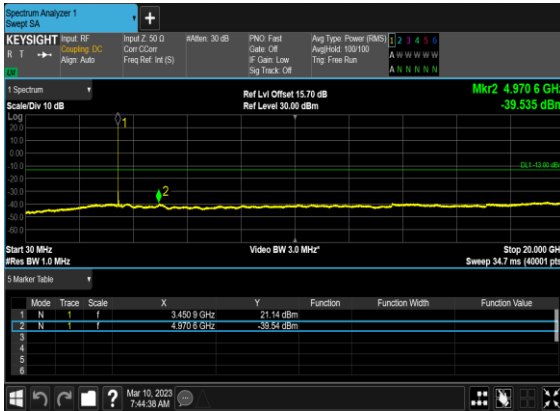 Spectrum Analyzer 1
Swept SA
+
KEYSIGHT Input: RF Input Z: 50 Ω #Atten: 30 dB PNO: Fast Avg Type: Power (RMS) 1 2 3 4 5 6
R T Coupling: DC Corr CCorr Gate: Off Avg|Hold: 100/100 A W W W W W
Align: Auto Freq Ref: Int (S) IF Gain: Low Trig: Free Run
Sig Track: Off A N N N N N
1 Spectrum Ref Lvl Offset 15.70 dB Mkr2 4.970 6 GHz
Scale/Div 10 dB Ref Level 30.00 dBm -39.535 dBm
Log
20.0
10.0
0.00
-10.0
-20.0
-30.0
-40.0
-50.0
-60.0
1
2
DL1 -13.00 dBm
Start 30 MHz Video BW 3.0 MHz* Stop 20.000 GHz
#Res BW 1.0 MHz Sweep 34.7 ms (40001 pts)
5 Marker Table
Mode Trace Scale X Y Function Function Width Function Value
1 N 1 f 3.450 9 GHz 21.14 dBm
2 N 1 f 4.970 6 GHz -39.54 dBm
3
4
5
6
? Mar 10, 2023
7:44:38 AM